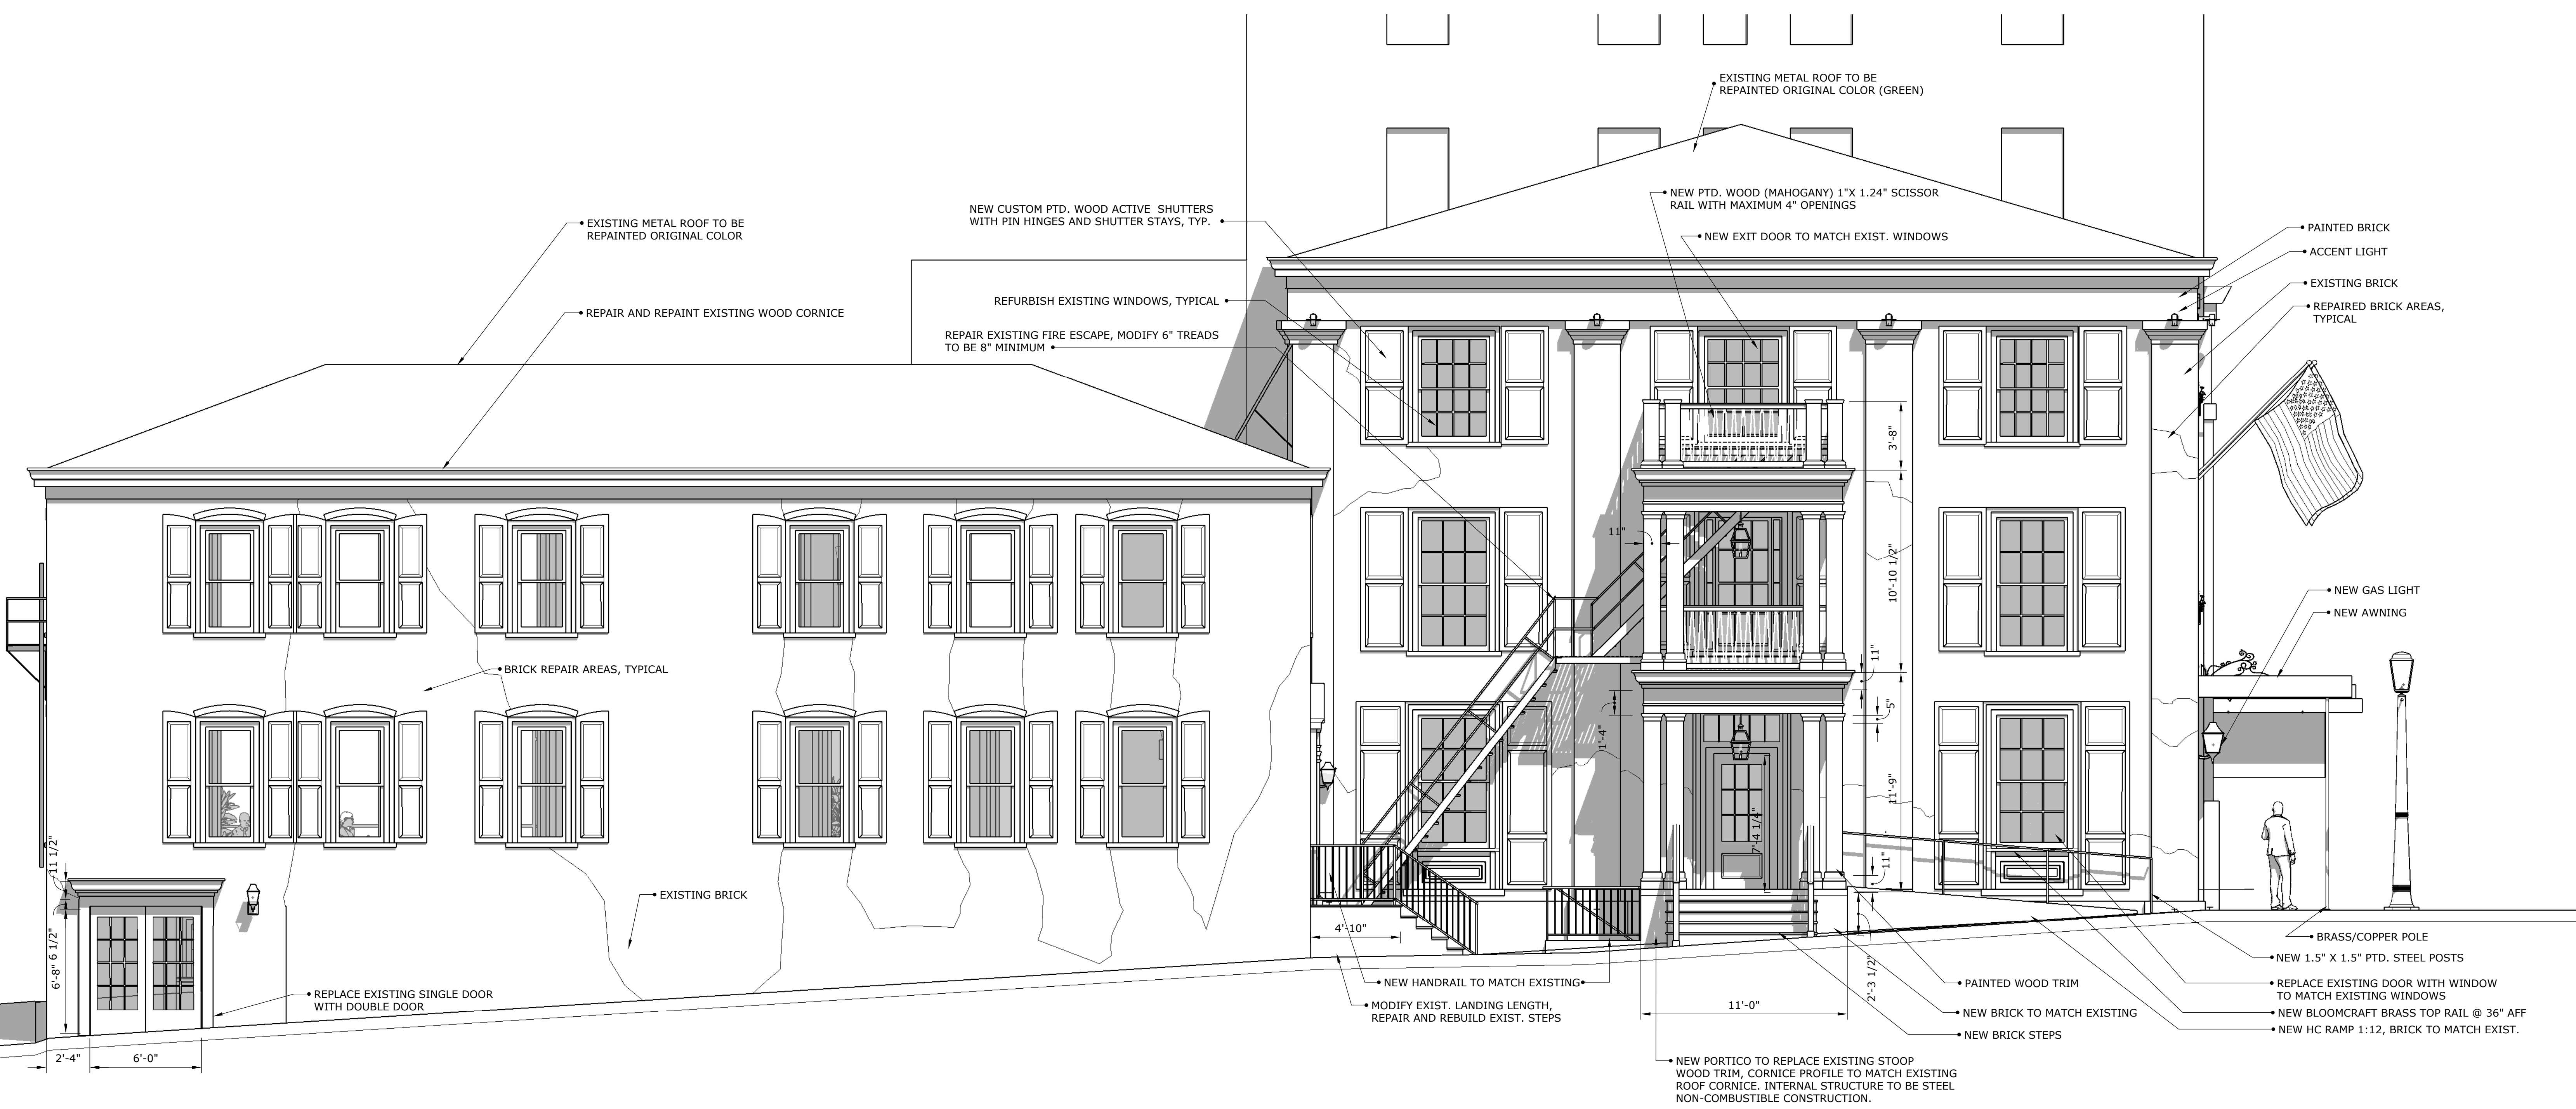 EXISTING METAL ROOF TO BE
REPAINTED ORIGINAL COLOR (GREEN)
NEW PTD. WOOD (MAHOGANY) 1"X 1.24" SCISSOR
RAIL WITH MAXIMUM 4" OPENINGS
NEW EXIT DOOR TO MATCH EXIST. WINDOWS
NEW CUSTOM PTD. WOOD ACTIVE SHUTTERS
WITH PIN HINGES AND SHUTTER STAYS, TYP.
EXISTING METAL ROOF TO BE
REPAINTED ORIGINAL COLOR
REFURBISH EXISTING WINDOWS, TYPICAL
REPAIR AND REPAINT EXISTING WOOD CORNICE
REPAIR EXISTING FIRE ESCAPE, MODIFY 6" TREADS
TO BE 8" MINIMUM
PAINTED BRICK
ACCENT LIGHT
EXISTING BRICK
REPAIRED BRICK AREAS,
TYPICAL
3'-8"
11"
10'-10 1/2"
NEW GAS LIGHT
NEW AWNING
BRICK REPAIR AREAS, TYPICAL
11"
5"
1'-4"
11'-9"
7'-4 1/4"
11"
11 1/2"
6 1/2"
6'-8"
EXISTING BRICK
4'-10"
2'-3 1/2"
BRASS/COPPER POLE
NEW 1.5" X 1.5" PTD. STEEL POSTS
REPLACE EXISTING DOOR WITH WINDOW
TO MATCH EXISTING WINDOWS
NEW BLOOMCRAFT BRASS TOP RAIL @ 36" AFF
NEW HC RAMP 1:12, BRICK TO MATCH EXIST.
REPLACE EXISTING SINGLE DOOR
WITH DOUBLE DOOR
NEW HANDRAIL TO MATCH EXISTING
MODIFY EXIST. LANDING LENGTH,
REPAIR AND REBUILD EXIST. STEPS
11'-0"
PAINTED WOOD TRIM
NEW BRICK TO MATCH EXISTING
NEW BRICK STEPS
2'-4"
6'-0"
NEW PORTICO TO REPLACE EXISTING STOOP
WOOD TRIM, CORNICE PROFILE TO MATCH EXISTING
ROOF CORNICE. INTERNAL STRUCTURE TO BE STEEL
NON-COMBUSTIBLE CONSTRUCTION.